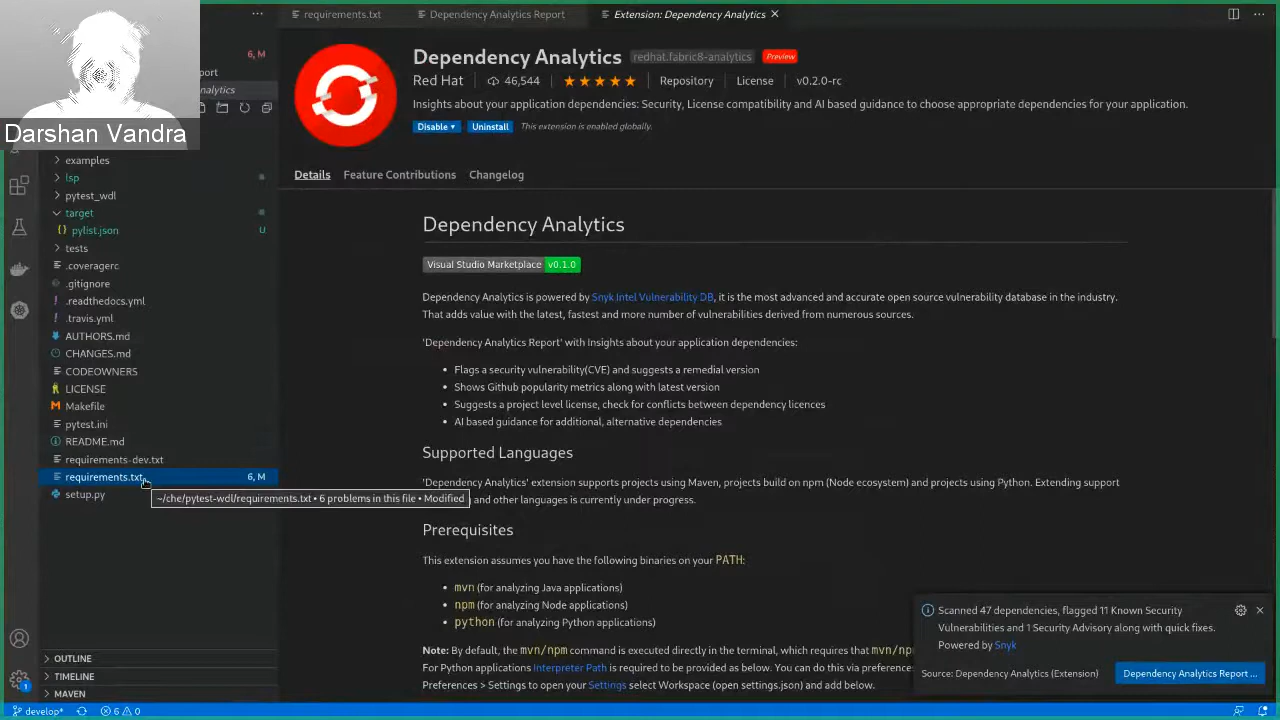 requirements.txt
Dependency Analytics Report
Extension: Dependency Analytics
6, M
port
nalytics
Darshan Vandra
examples
lsp
pytest_wdl
target
pylist.json
U
tests
.coveragerc
.gitignore
.readthedocs.yml
.travis.yml
AUTHORS.md
CHANGES.md
CODEOWNERS
LICENSE
Makefile
pytest.ini
README.md
requirements-dev.txt
requirements.txt
6, M
~/che/pytest-wdl/requirements.txt • 6 problems in this file • Modified
setup.py
OUTLINE
TIMELINE
MAVEN
1
develop*
6
0
Dependency Analytics
redhat.fabric8-analytics
Preview
Red Hat
46,544
Repository
License
v0.2.0-rc
Insights about your application dependencies: Security, License compatibility and AI based guidance to choose appropriate dependencies for your application.
Disable
Uninstall
This extension is enabled globally.
Details
Feature Contributions
Changelog
Dependency Analytics
Visual Studio Marketplace v0.1.0
Dependency Analytics is powered by Snyk Intel Vulnerability DB, it is the most advanced and accurate open source vulnerability database in the industry.
That adds value with the latest, fastest and more number of vulnerabilities derived from numerous sources.
'Dependency Analytics Report' with Insights about your application dependencies:
• Flags a security vulnerability(CVE) and suggests a remedial version
• Shows Github popularity metrics along with latest version
• Suggests a project level license, check for conflicts between dependency licences
• AI based guidance for additional, alternative dependencies
Supported Languages
'Dependency Analytics' extension supports projects using Maven, projects build on npm (Node ecosystem) and projects using Python. Extending support
and other languages is currently under progress.
Prerequisites
This extension assumes you have the following binaries on your PATH:
• mvn (for analyzing Java applications)
• npm (for analyzing Node applications)
• python (for analyzing Python applications)
Note: By default, the mvn/npm command is executed directly in the terminal, which requires that mvn/np
For Python applications Interpreter Path is required to be provided as below. You can do this via preference
Preferences > Settings to open your Settings select Workspace (open settings.json) and add below.
Scanned 47 dependencies, flagged 11 Known Security
Vulnerabilities and 1 Security Advisory along with quick fixes.
Powered by Snyk
Source: Dependency Analytics (Extension)
Dependency Analytics Report ...